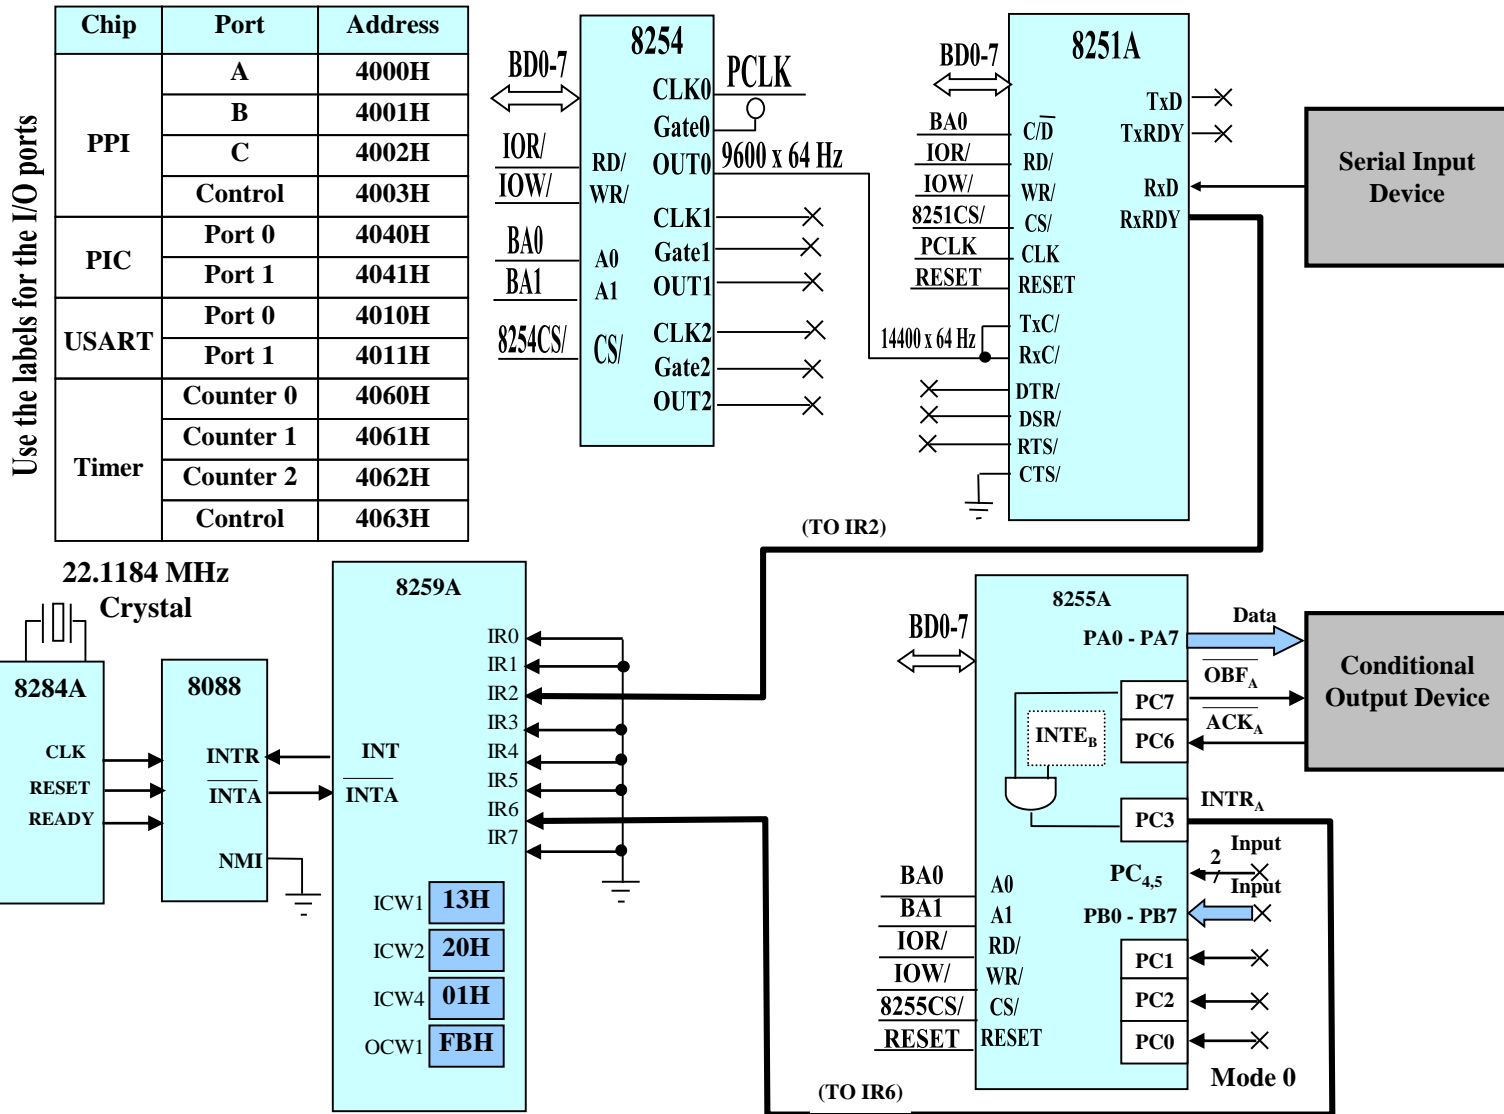 Use the labels for the I/O ports
Chip Port Address
PPI
A 4000H
B 4001H
C 4002H
Control 4003H
PIC
Port 0 4040H
Port 1 4041H
USART
Port 0 4010H
Port 1 4011H
Timer
Counter 0 4060H
Counter 1 4061H
Counter 2 4062H
Control 4063H
8254
BD0-7
IOR/
IOW/
BA0
BA1
8254CS/
RD/
WR/
A0
A1
CS/
CLK0
Gate0
OUT0
CLK1
Gate1
OUT1
CLK2
Gate2
OUT2
PCLK
9600 x 64 Hz
8251A
BD0-7
BA0
IOR/
IOW/
8251CS/
PCLK
RESET
14400 x 64 Hz
C/D
RD/
WR/
CS/
CLK
RESET
TxC/
RxC/
DTR/
DSR/
RTS/
CTS/
TxD
TxRDY
RxD
RxRDY
Serial Input
Device
(TO IR2)
22.1184 MHz
Crystal
8284A
CLK
RESET
READY
8088
INTR
INTA
NMI
8259A
INT
INTA
IR0
IR1
IR2
IR3
IR4
IR5
IR6
IR7
ICW1 13H
ICW2 20H
ICW4 01H
OCW1 FBH
8255A
BD0-7
PA0 - PA7
Data
PC7
OBFA
PC6
ACKA
INTEB
PC3
INTRA
PC4,5
2
Input
PB0 - PB7
Input
PC1
PC2
PC0
Mode 0
BA0
BA1
IOR/
IOW/
8255CS/
RESET
A0
A1
RD/
WR/
CS/
RESET
Conditional
Output Device
(TO IR6)